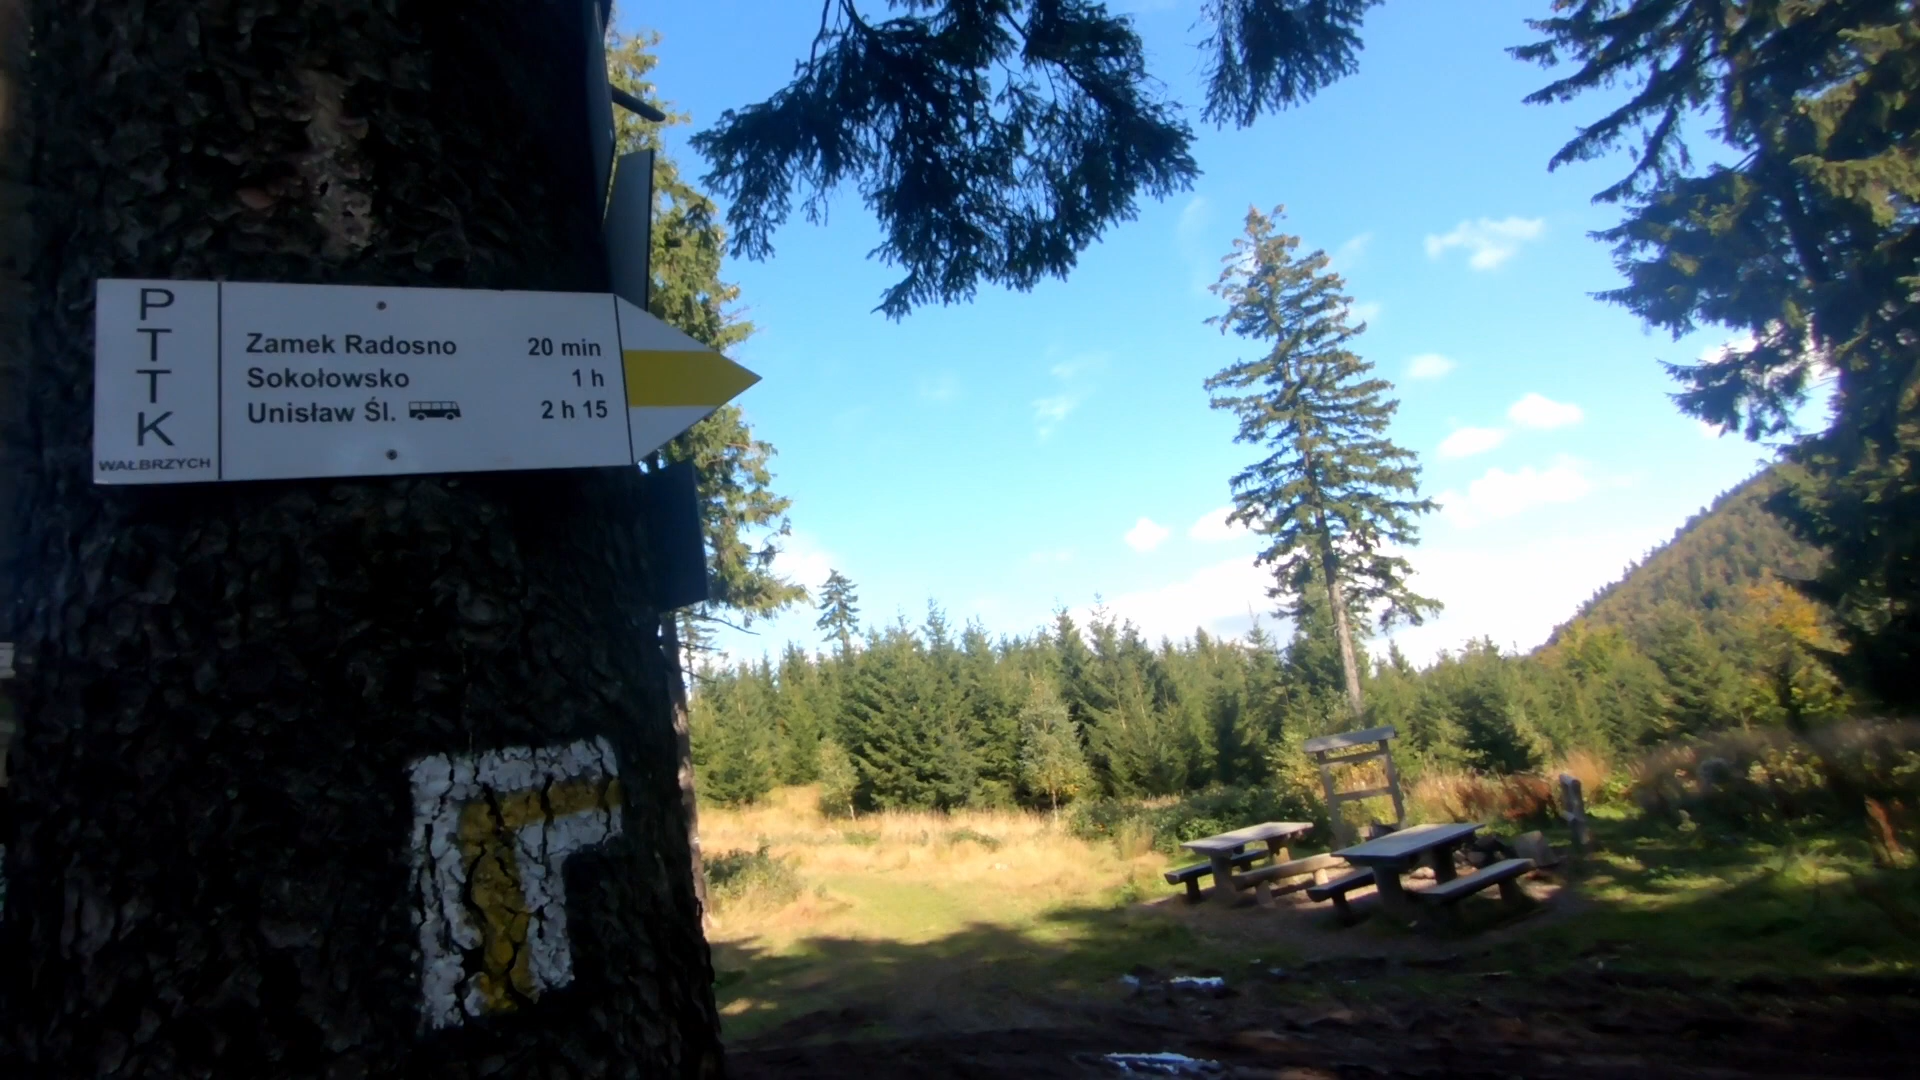 PTTK
WAŁBRZYCH
Zamek Radosno 20 min
Sokołowsko 1 h
Unisław Śl. 2 h 15